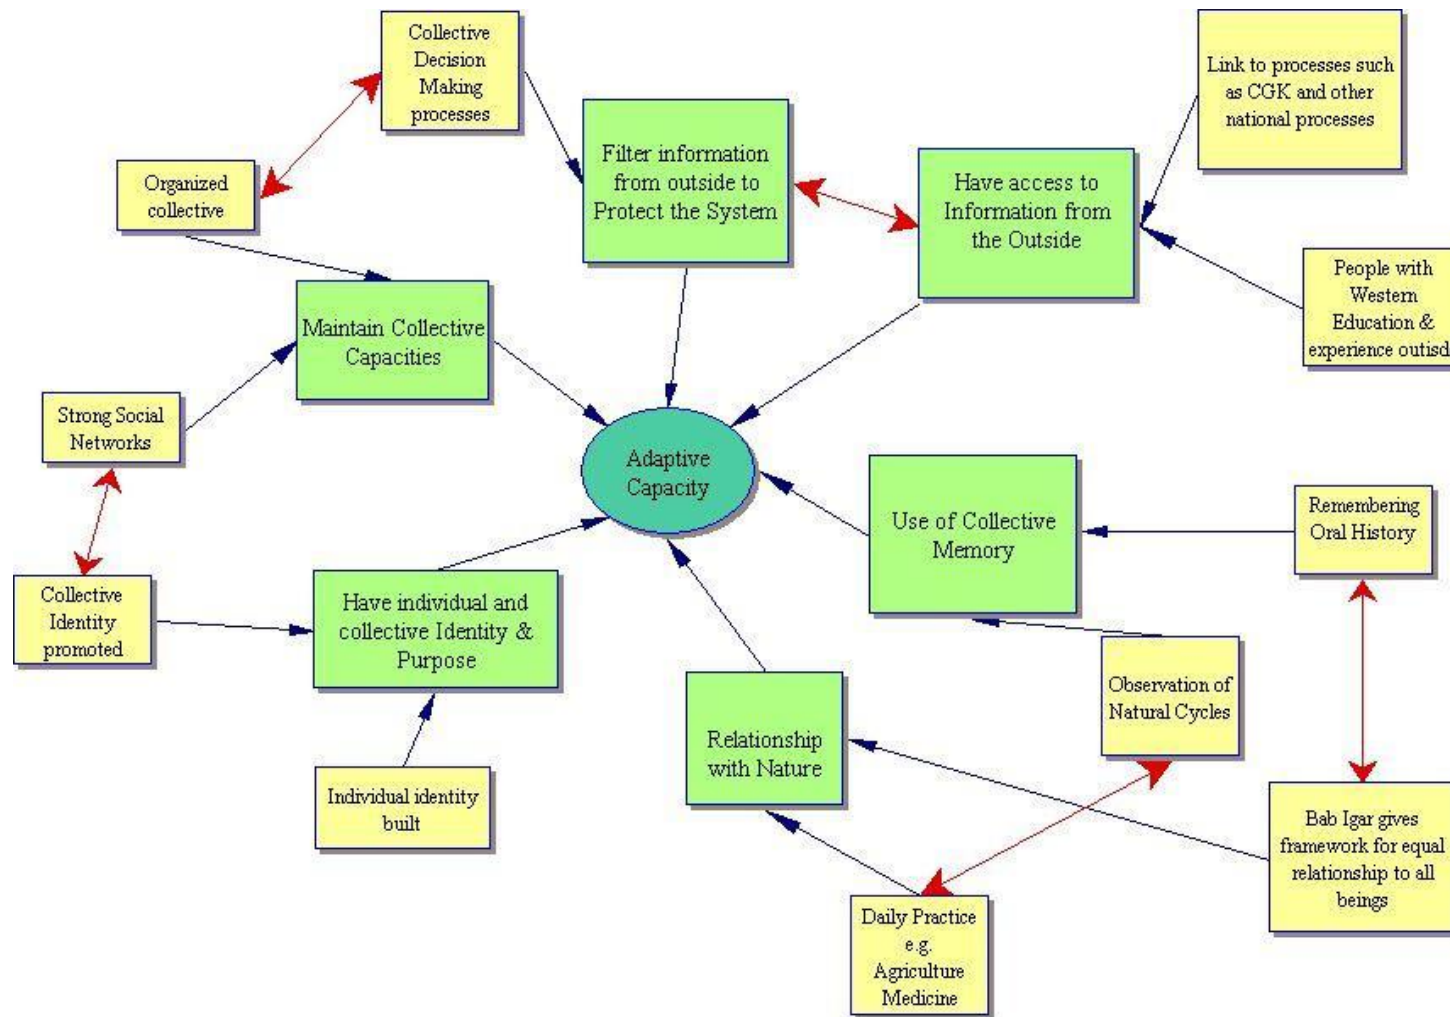 Collective
Decision
Making
processes
Link to processes such
as CGK and other
national processes
Filter information
from outside to
Protect the System
Have access to
Information from
the Outside
Organized
collective
People with
Western
Education &
experience outisd
Maintain Collective
Capacities
Strong Social
Networks
Adaptive
Capacity
Use of Collective
Memory
Remembering
Oral History
Collective
Identity
promoted
Have individual and
collective Identity &
Purpose
Observation of
Natural Cycles
Relationship
with Nature
Individual identity
built
Bab Igar gives
framework for equal
relationship to all
beings
Daily Practice
e.g.
Agriculture
Medicine